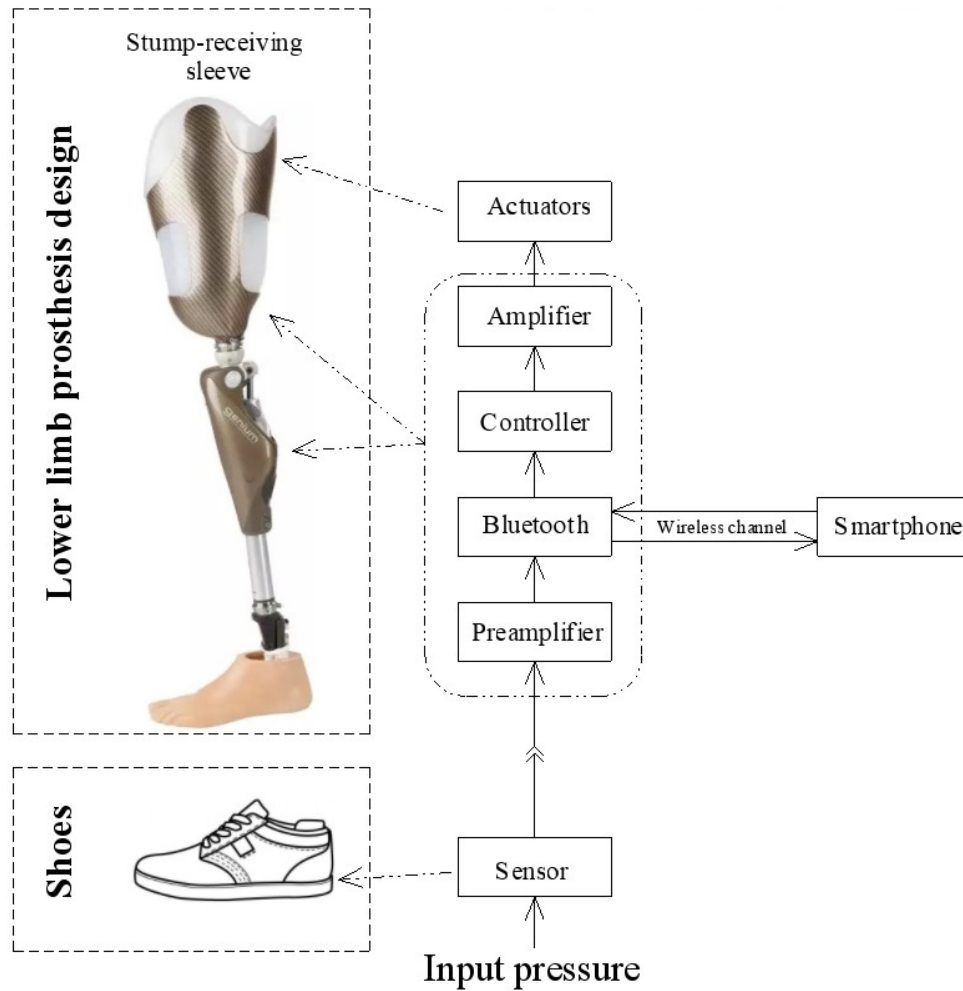 Stump-receiving
sleeve
Lower limb prosthesis design
genium
Actuators
Amplifier
Controller
Bluetooth
Wireless channel
Smartphone
Preamplifier
Shoes
Sensor
Input pressure